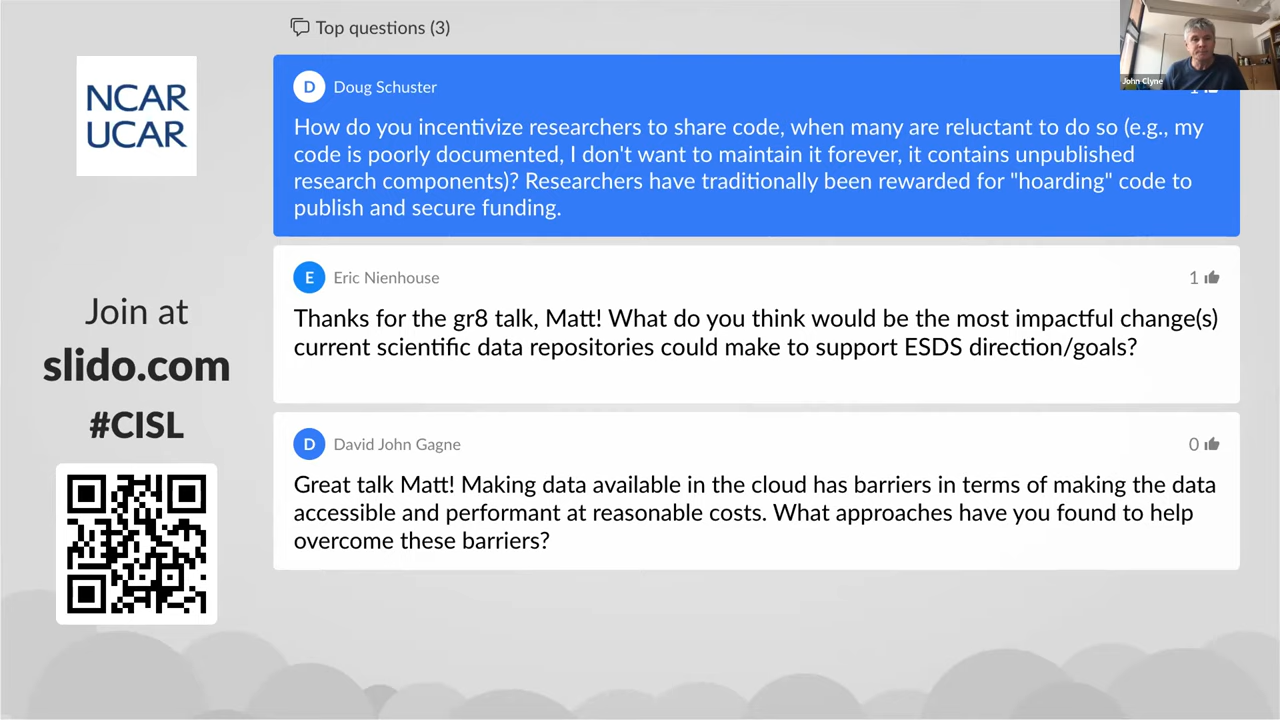 Top questions (3)
NCAR
UCAR
John Clyne
D Doug Schuster
How do you incentivize researchers to share code, when many are reluctant to do so (e.g., my
code is poorly documented, I don't want to maintain it forever, it contains unpublished
research components)? Researchers have traditionally been rewarded for "hoarding" code to
publish and secure funding.
E Eric Nienhouse 1
Thanks for the gr8 talk, Matt! What do you think would be the most impactful change(s)
current scientific data repositories could make to support ESDS direction/goals?
Join at
slido.com
#CISL
D David John Gagne 0
Great talk Matt! Making data available in the cloud has barriers in terms of making the data
accessible and performant at reasonable costs. What approaches have you found to help
overcome these barriers?